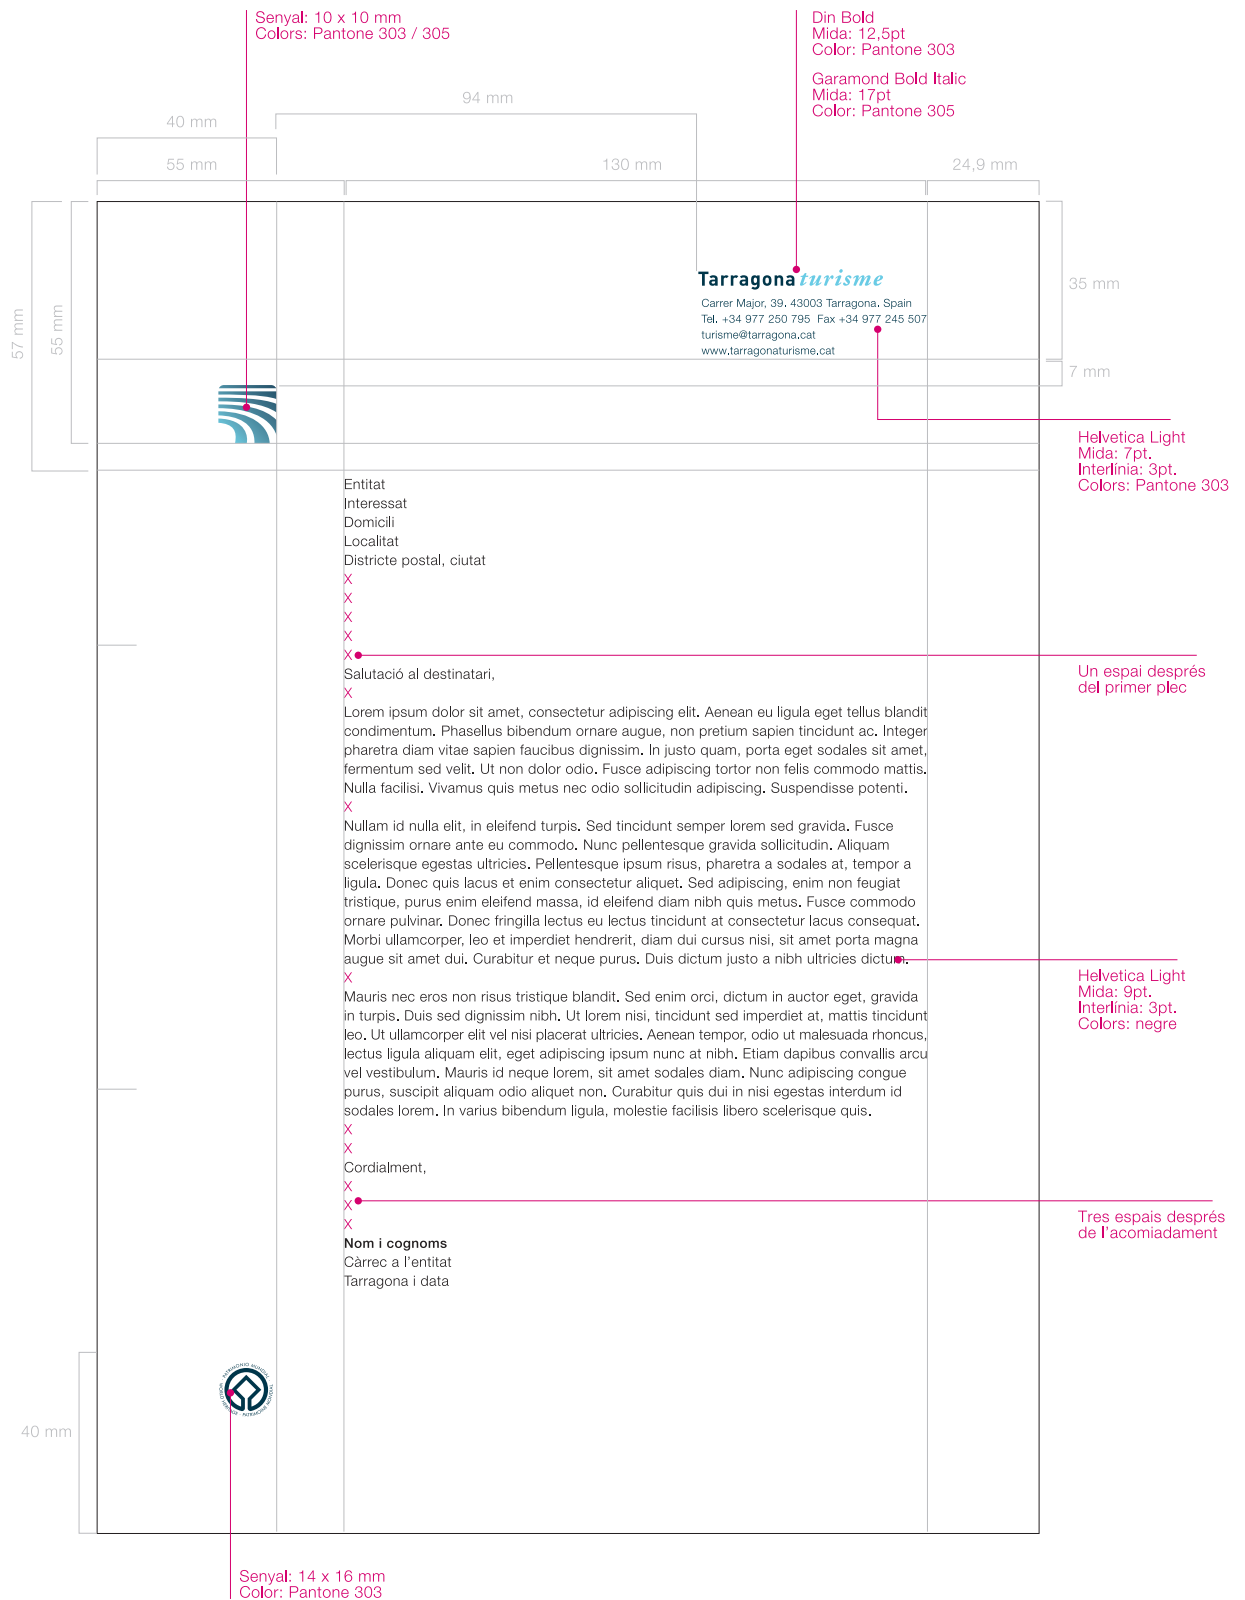 Senyal: 10 x 10 mm
Colors: Pantone 303 / 305
Din Bold
Mida: 12,5pt
Color: Pantone 303
Garamond Bold Italic
Mida: 17pt
Color: Pantone 305
94 mm
40 mm
55 mm
130 mm
24,9 mm
57 mm
55 mm
35 mm
7 mm
Tarragona turisme
Carrer Major, 39. 43003 Tarragona. Spain
Tel. +34 977 250 795 Fax +34 977 245 507
turisme@tarragona.cat
www.tarragonaturisme.cat
Helvetica Light
Mida: 7pt.
Interlínia: 3pt.
Colors: Pantone 303
Entitat
Interessat
Domicili
Localitat
Districte postal, ciutat
X
X
X
X
X
Un espai després
del primer plec
Salutació al destinatari,
X
Lorem ipsum dolor sit amet, consectetur adipiscing elit. Aenean eu ligula eget tellus blandit
condimentum. Phasellus bibendum ornare augue, non pretium sapien tincidunt ac. Integer
pharetra diam vitae sapien faucibus dignissim. In justo quam, porta eget sodales sit amet,
fermentum sed velit. Ut non dolor odio. Fusce adipiscing tortor non felis commodo mattis.
Nulla facilisi. Vivamus quis metus nec odio sollicitudin adipiscing. Suspendisse potenti.
X
Nullam id nulla elit, in eleifend turpis. Sed tincidunt semper lorem sed gravida. Fusce
dignissim ornare ante eu commodo. Nunc pellentesque gravida sollicitudin. Aliquam
scelerisque egestas ultricies. Pellentesque ipsum risus, pharetra a sodales at, tempor a
ligula. Donec quis lacus et enim consectetur aliquet. Sed adipiscing, enim non feugiat
tristique, purus enim eleifend massa, id eleifend diam nibh quis metus. Fusce commodo
ornare pulvinar. Donec fringilla lectus eu lectus tincidunt at consectetur lacus consequat.
Morbi ullamcorper, leo et imperdiet hendrerit, diam dui cursus nisi, sit amet porta magna
augue sit amet dui. Curabitur et neque purus. Duis dictum justo a nibh ultricies dictum.
X
Helvetica Light
Mida: 9pt.
Interlínia: 3pt.
Colors: negre
Mauris nec eros non risus tristique blandit. Sed enim orci, dictum in auctor eget, gravida
in turpis. Duis sed dignissim nibh. Ut lorem nisi, tincidunt sed imperdiet at, mattis tincidunt
leo. Ut ullamcorper elit vel nisi placerat ultricies. Aenean tempor, odio ut malesuada rhoncus,
lectus ligula aliquam elit, eget adipiscing ipsum nunc at nibh. Etiam dapibus convallis arcu
vel vestibulum. Mauris id neque lorem, sit amet sodales diam. Nunc adipiscing congue
purus, suscipit aliquam odio aliquet non. Curabitur quis dui in nisi egestas interdum id
sodales lorem. In varius bibendum ligula, molestie facilisis libero scelerisque quis.
X
X
Cordialment,
X
X
X
Tres espais després
de l'acomiadament
Nom i cognoms
Càrrec a l'entitat
Tarragona i data
PATRIMONIO MUNDIAL
WORLD HERITAGE
PATRIMOINE MONDIAL
40 mm
Senyal: 14 x 16 mm
Color: Pantone 303